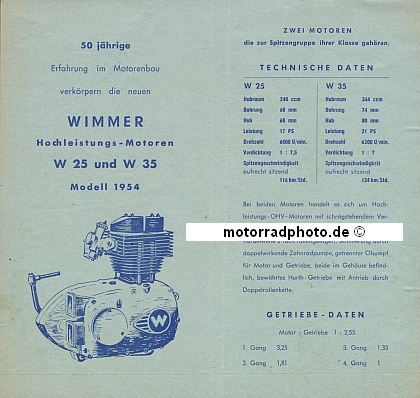 50 jährige
Erfahrung im Motorenbau
verkörpern die neuen
WIMMER
Hochleistungs-Motoren
W 25 und W 35
Modell 1954
W
ZWEI MOTOREN
die zur Spitzengruppe ihrer Klasse gehören.
TECHNISCHE DATEN
W 25
Hubraum 248 ccm
Bohrung 68 mm
Hub 68 mm
Leistung 17 PS
Drehzahl 6500 U/min.
Verdichtung 1 : 7,5
Spitzengeschwindigkeit
aufrecht sitzend
116 km/Std.
W 35
Hubraum 344 ccm
Bohrung 74 mm
Hub 80 mm
Leistung 21 PS
Drehzahl 6200 U/min.
Verdichtung 1 : 7
Spitzengeschwindigkeit
aufrecht sitzend
124 km/Std.
Bei beiden Motoren handelt es sich um Hoch-
leistungs-OHV-Motoren mit schrägstehendem Ver-
motorradphoto.de
doppelwirkende Zahnradpumpe, getrennter Ölsumpf
für Motor und Getriebe, beide im Gehäuse befind-
lich, bewährtes Hurth-Getriebe mit Antrieb durch
Doppelrollenkette.
GETRIEBE-DATEN
Motor : Getriebe 1 : 2,55
1. Gang 3,25 3. Gang 1,33
2. Gang 1,81 4. Gang 1